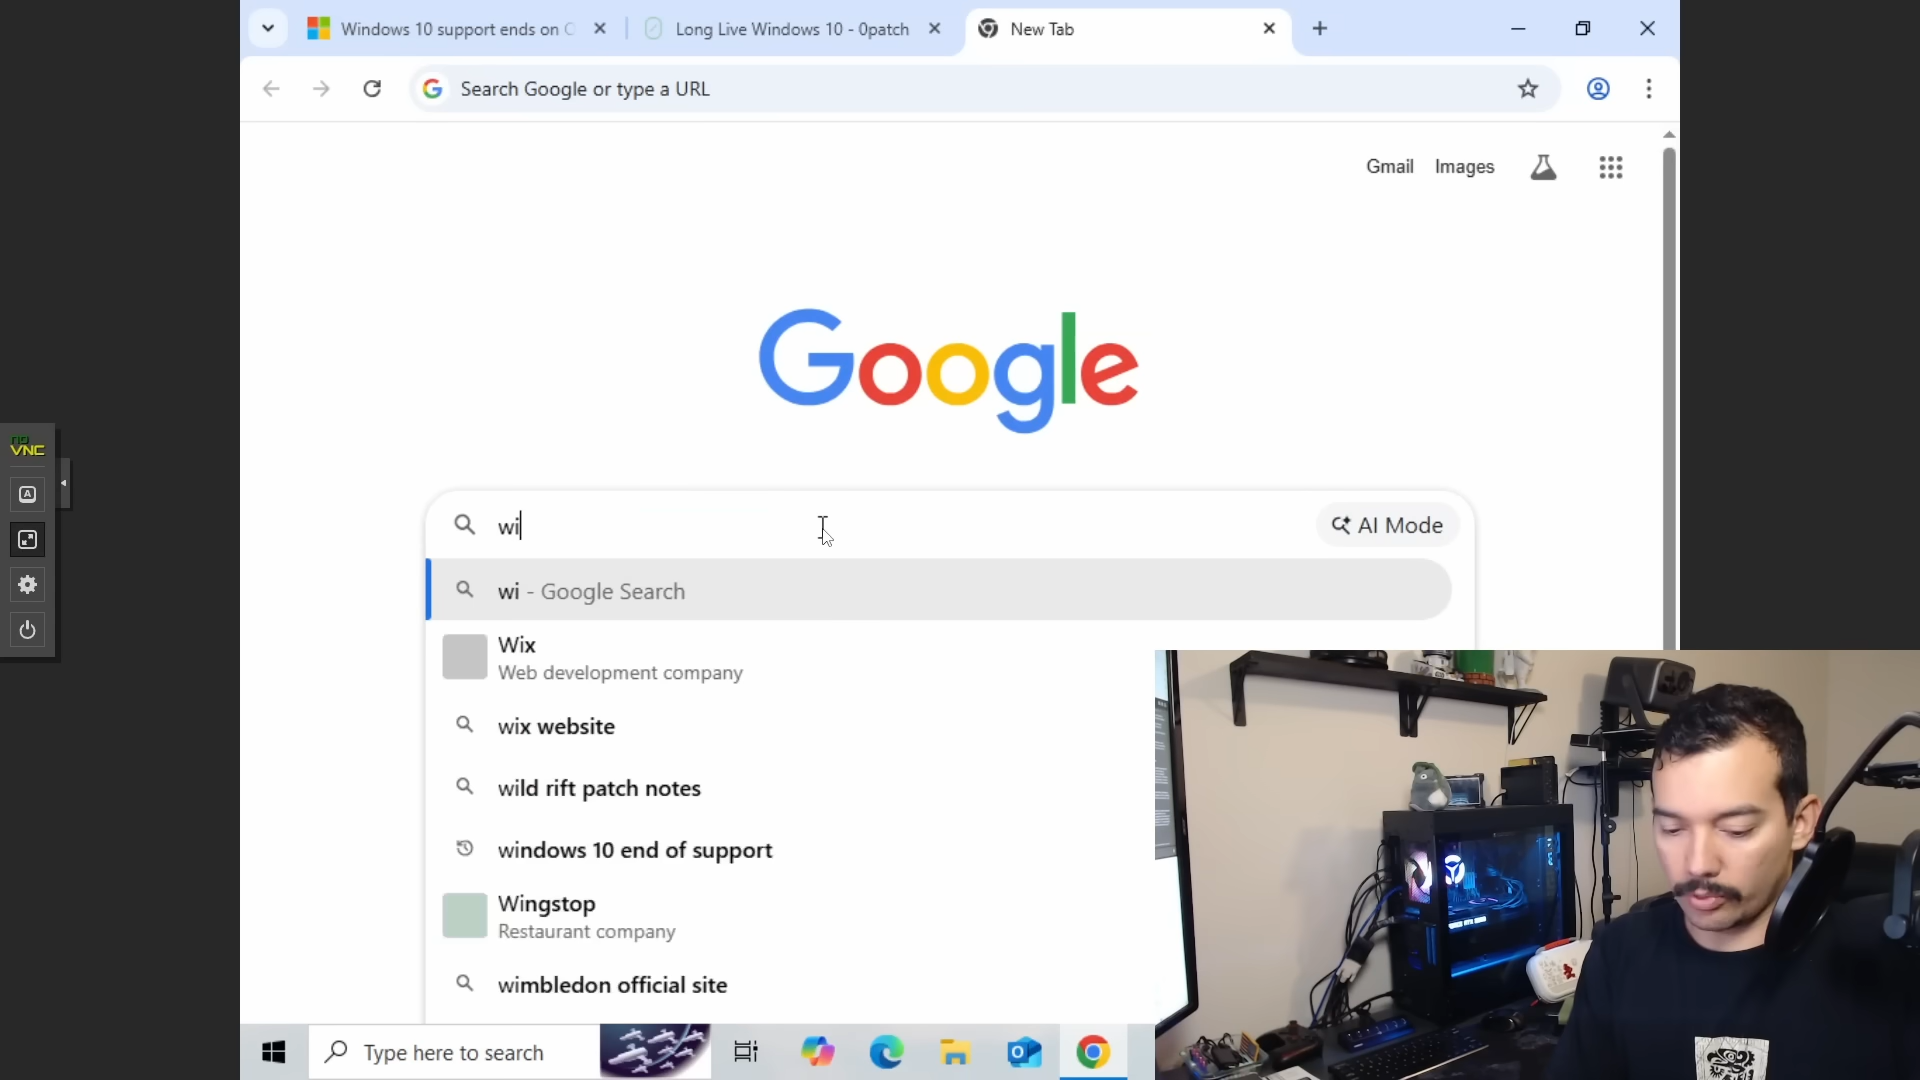 Windows 10 support ends on
Long Live Windows 10 - 0patch
New Tab
Search Google or type a URL
Gmail
Images
Google
wi
AI Mode
wi - Google Search
Wix
Web development company
wix website
wild rift patch notes
windows 10 end of support
Wingstop
Restaurant company
wimbledon official site
Type here to search
no
VNC
A